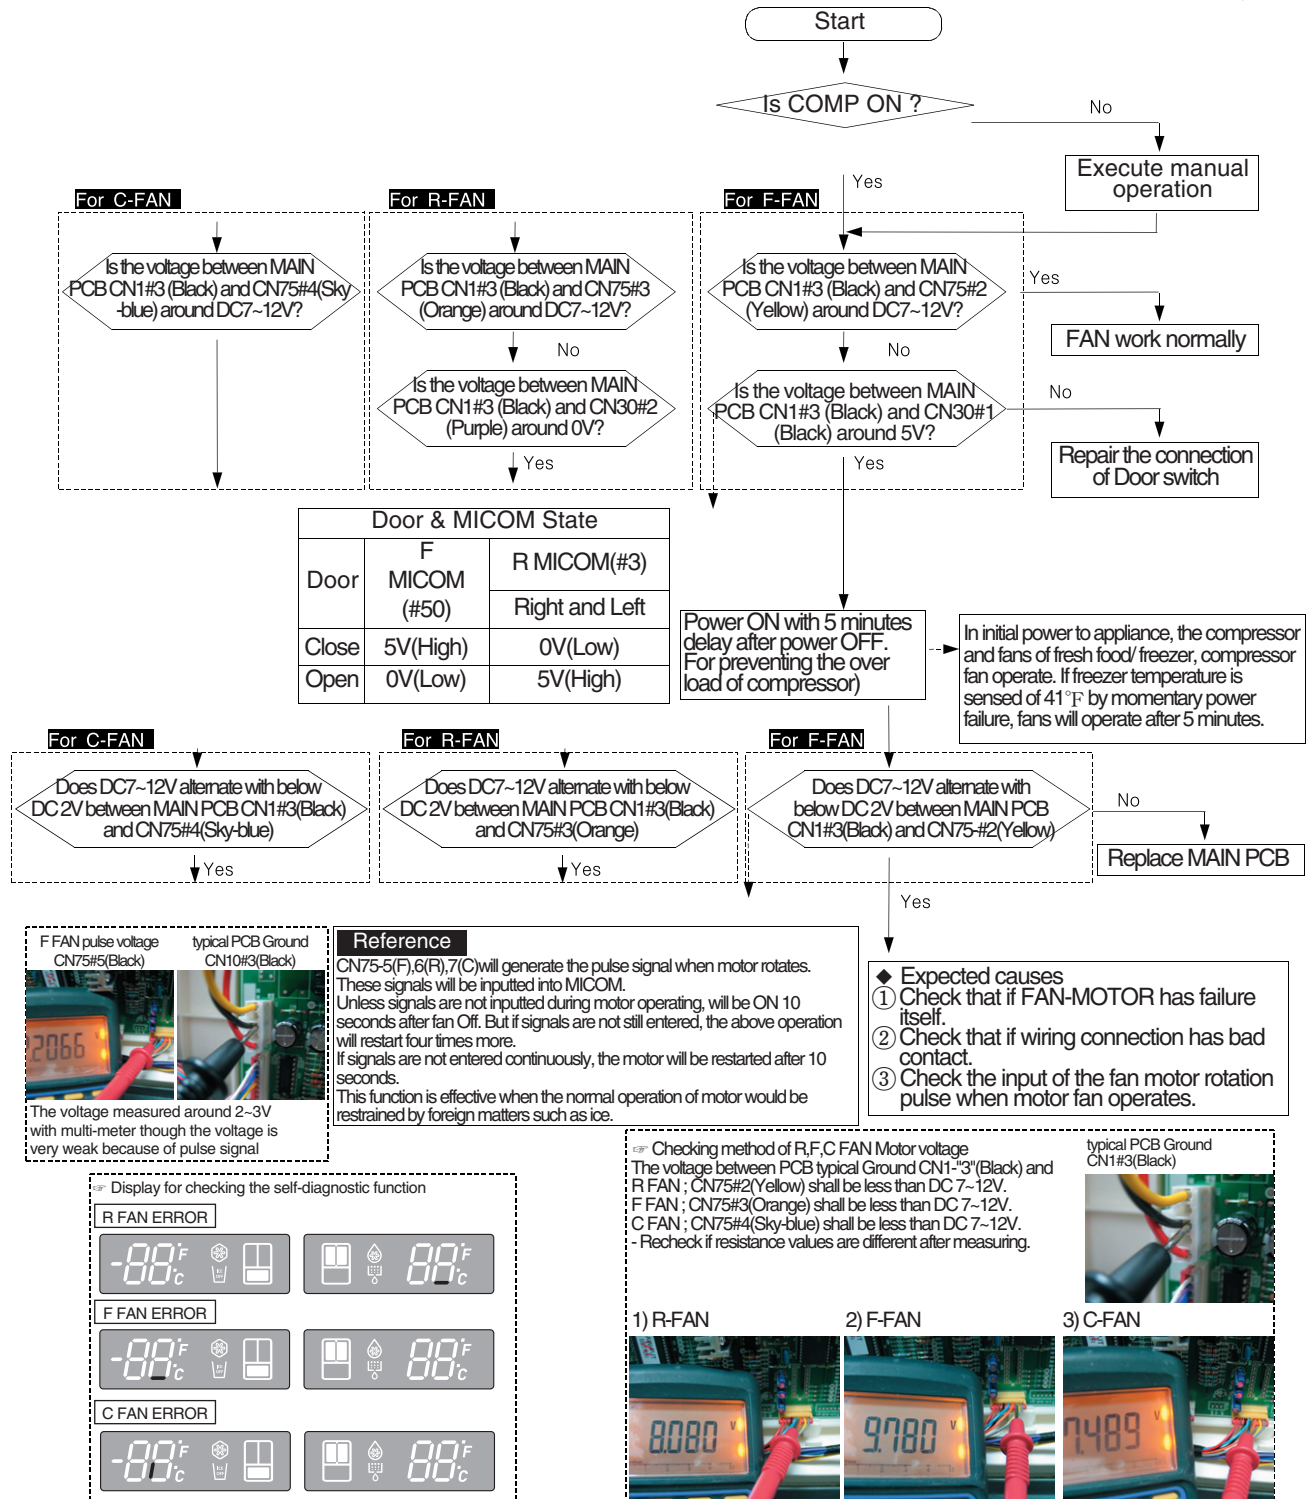 Start
Is COMP ON ?
No
Execute manual
operation
Yes
For C-FAN
For R-FAN
For F-FAN
Is the voltage between MAIN
PCB CN1#3 (Black) and CN75#4(Sky
-blue) around DC7~12V?
Is the voltage between MAIN
PCB CN1#3 (Black) and CN75#3
(Orange) around DC7~12V?
Is the voltage between MAIN
PCB CN1#3 (Black) and CN75#2
(Yellow) around DC7~12V?
Yes
FAN work normally
No
No
Is the voltage between MAIN
PCB CN1#3 (Black) and CN30#2
(Purple) around 0V?
Is the voltage between MAIN
PCB CN1#3 (Black) and CN30#1
(Black) around 5V?
No
Repair the connection
of Door switch
Yes
Yes
Door & MICOM State
Door
F
MICOM
(#50)
R MICOM(#3)
Right and Left
Close 5V(High) 0V(Low)
Open 0V(Low) 5V(High)
Power ON with 5 minutes
delay after power OFF.
For preventing the over
load of compressor)
In initial power to appliance, the compressor
and fans of fresh food/ freezer, compressor
fan operate. If freezer temperature is
sensed of 41°F by momentary power
failure, fans will operate after 5 minutes.
For C-FAN
For R-FAN
For F-FAN
Does DC7~12V alternate with below
DC 2V between MAIN PCB CN1#3(Black)
and CN75#4(Sky-blue)
Does DC7~12V alternate with below
DC 2V between MAIN PCB CN1#3(Black)
and CN75#3(Orange)
Does DC7~12V alternate with
below DC 2V between MAIN PCB
CN1#3(Black) and CN75-#2(Yellow)
No
Replace MAIN PCB
Yes
Yes
Yes
F FAN pulse voltage
CN75#5(Black)
typical PCB Ground
CN10#3(Black)
2066
The voltage measured around 2~3V
with multi-meter though the voltage is
very weak because of pulse signal
Reference
CN75-5(F),6(R),7(C)will generate the pulse signal when motor rotates.
These signals will be inputted into MICOM.
Unless signals are not inputted during motor operating, will be ON 10
seconds after fan Off. But if signals are not still entered, the above operation
will restart four times more.
If signals are not entered continuously, the motor will be restarted after 10
seconds.
This function is effective when the normal operation of motor would be
restrained by foreign matters such as ice.
◆ Expected causes
① Check that if FAN-MOTOR has failure
itself.
② Check that if wiring connection has bad
contact.
③ Check the input of the fan motor rotation
pulse when motor fan operates.
☞ Display for checking the self-diagnostic function
R FAN ERROR
-88°F °C
88°F °C
F FAN ERROR
-88°F °C
88°F °C
C FAN ERROR
-88°F °C
88°F °C
☞ Checking method of R,F,C FAN Motor voltage
The voltage between PCB typical Ground CN1-"3"(Black) and
R FAN ; CN75#2(Yellow) shall be less than DC 7~12V.
F FAN ; CN75#3(Orange) shall be less than DC 7~12V.
C FAN ; CN75#4(Sky-blue) shall be less than DC 7~12V.
- Recheck if resistance values are different after measuring.
typical PCB Ground
CN1#3(Black)
1) R-FAN
2) F-FAN
3) C-FAN
8.080 V
9.780 V
7.489 V